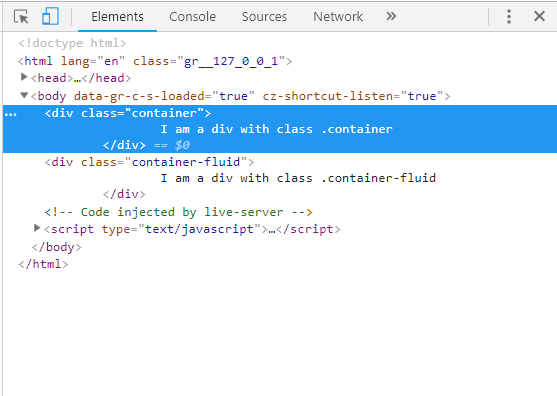 Elements Console Sources Network »
<!doctype html>
<html lang="en" class="gr__127_0_0_1">
<head>…</head>
<body data-gr-c-s-loaded="true" cz-shortcut-listen="true">
<div class="container">
I am a div with class .container
</div> == $0
<div class="container-fluid">
I am a div with class .container-fluid
</div>
<!-- Code injected by live-server -->
<script type="text/javascript">…</script>
</body>
</html>